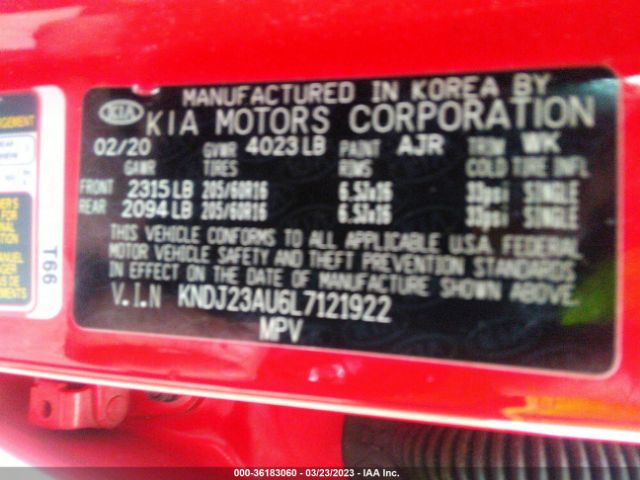 MANUFACTURED IN KOREA BY
KIA KIA MOTORS CORPORATION
02/20 GVWR 4023 LB PAINT AJR TRIM WK
GAWR TIRES RIMS COLD TIRE INFL
FRONT 2315 LB 205/60R16 6.5Jx16 33psi SINGLE
REAR 2094 LB 205/60R16 6.5Jx16 33psi SINGLE
THIS VEHICLE CONFORMS TO ALL APPLICABLE U.S.A. FEDERAL
MOTOR VEHICLE SAFETY AND THEFT PREVENTION STANDARDS
IN EFFECT ON THE DATE OF MANUFACTURE SHOWN ABOVE.
V.I.N KNDJ23AU6L7121922
MPV
T66
000-36183060 - 03/23/2023 - IAA Inc.